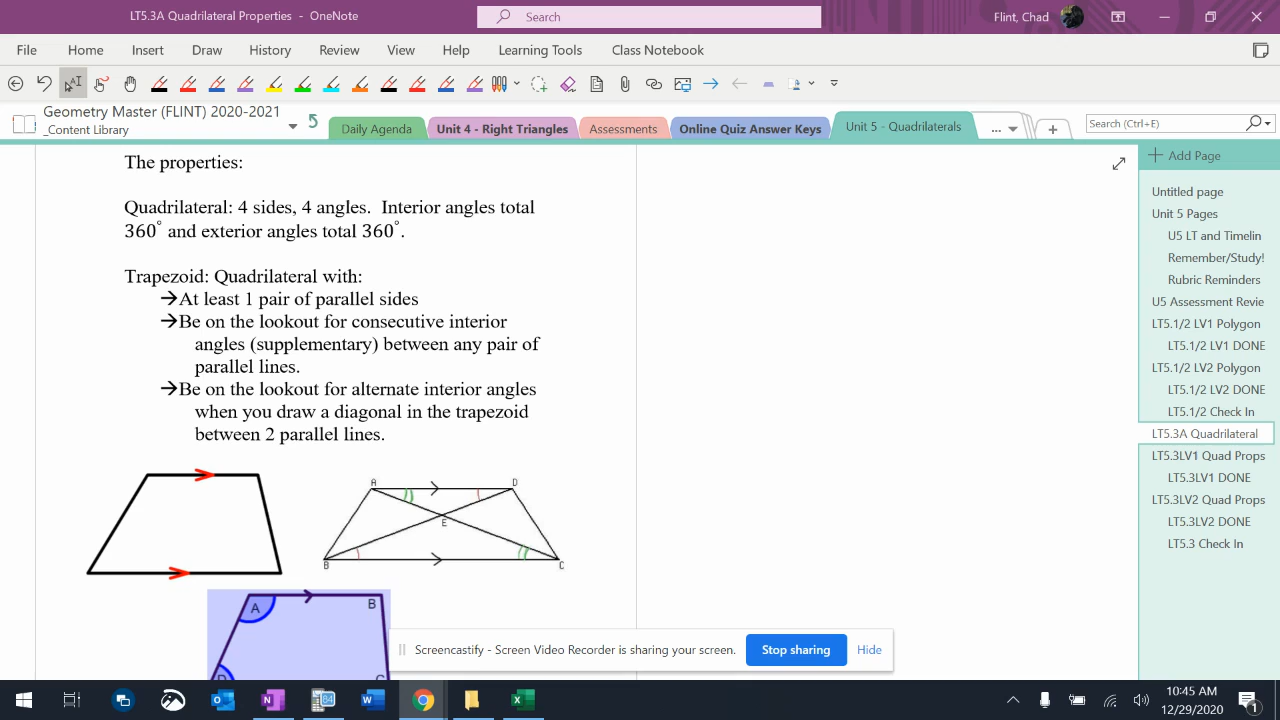 LT5.3A Quadrilateral Properties - OneNote
Search
Flint, Chad
File Home Insert Draw History Review View Help Learning Tools Class Notebook
Geometry Master (FLINT) 2020-2021
_Content Library
Daily Agenda Unit 4 - Right Triangles Assessments Online Quiz Answer Keys Unit 5 - Quadrilaterals ... Search (Ctrl+E)
Add Page
Untitled page
Unit 5 Pages
U5 LT and Timelin
Remember/Study!
Rubric Reminders
U5 Assessment Revie
LT5.1/2 LV1 Polygon
LT5.1/2 LV1 DONE
LT5.1/2 LV2 Polygon
LT5.1/2 LV2 DONE
LT5.1/2 Check In
LT5.3A Quadrilateral
LT5.3LV1 Quad Props
LT5.3LV1 DONE
LT5.3LV2 Quad Props
LT5.3LV2 DONE
LT5.3 Check In
The properties:
Quadrilateral: 4 sides, 4 angles. Interior angles total
360° and exterior angles total 360°.
Trapezoid: Quadrilateral with:
→At least 1 pair of parallel sides
→Be on the lookout for consecutive interior
angles (supplementary) between any pair of
parallel lines.
→Be on the lookout for alternate interior angles
when you draw a diagonal in the trapezoid
between 2 parallel lines.
A D
E
B C
A B
Screencastify - Screen Video Recorder is sharing your screen. Stop sharing Hide
10:45 AM
12/29/2020